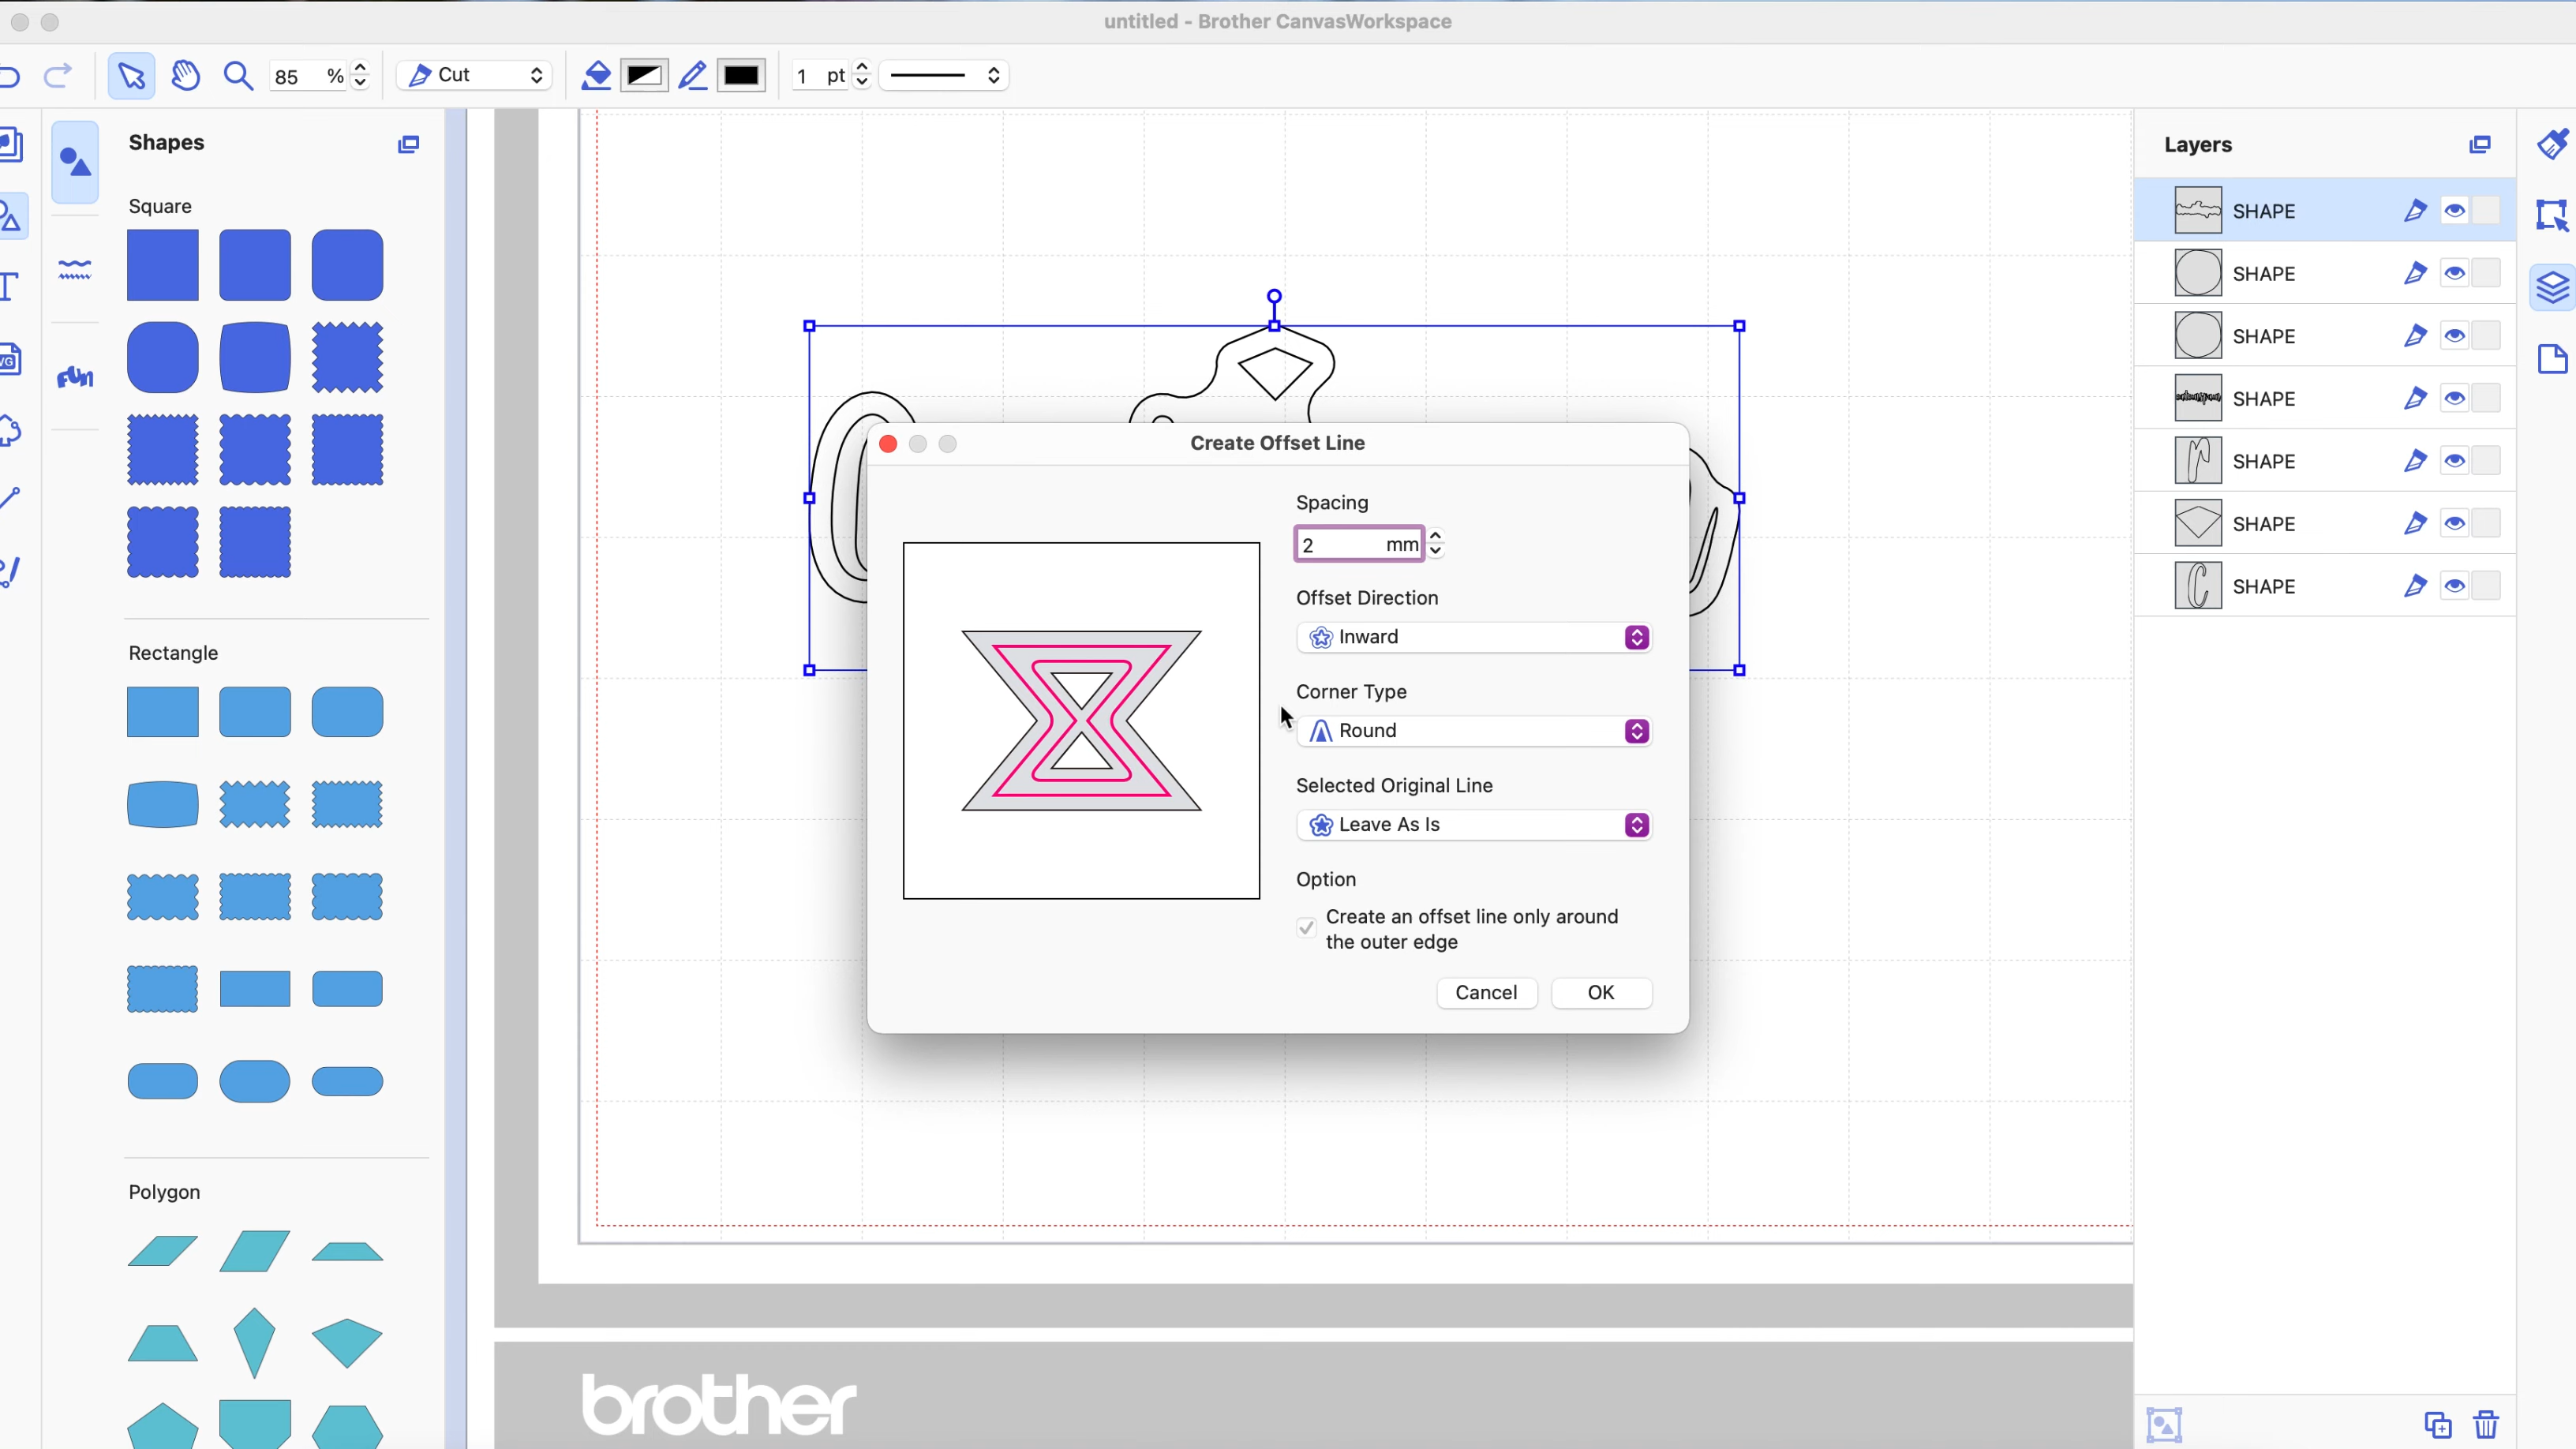 untitled - Brother CanvasWorkspace
85 %
Cut
1 pt
Shapes
Square
Fun
Rectangle
Polygon
Create Offset Line
Spacing
2 mm
Offset Direction
Inward
Corner Type
Round
Selected Original Line
Leave As Is
Option
Create an offset line only around
the outer edge
Cancel
OK
brother
Layers
SHAPE
SHAPE
SHAPE
SHAPE
SHAPE
SHAPE
SHAPE